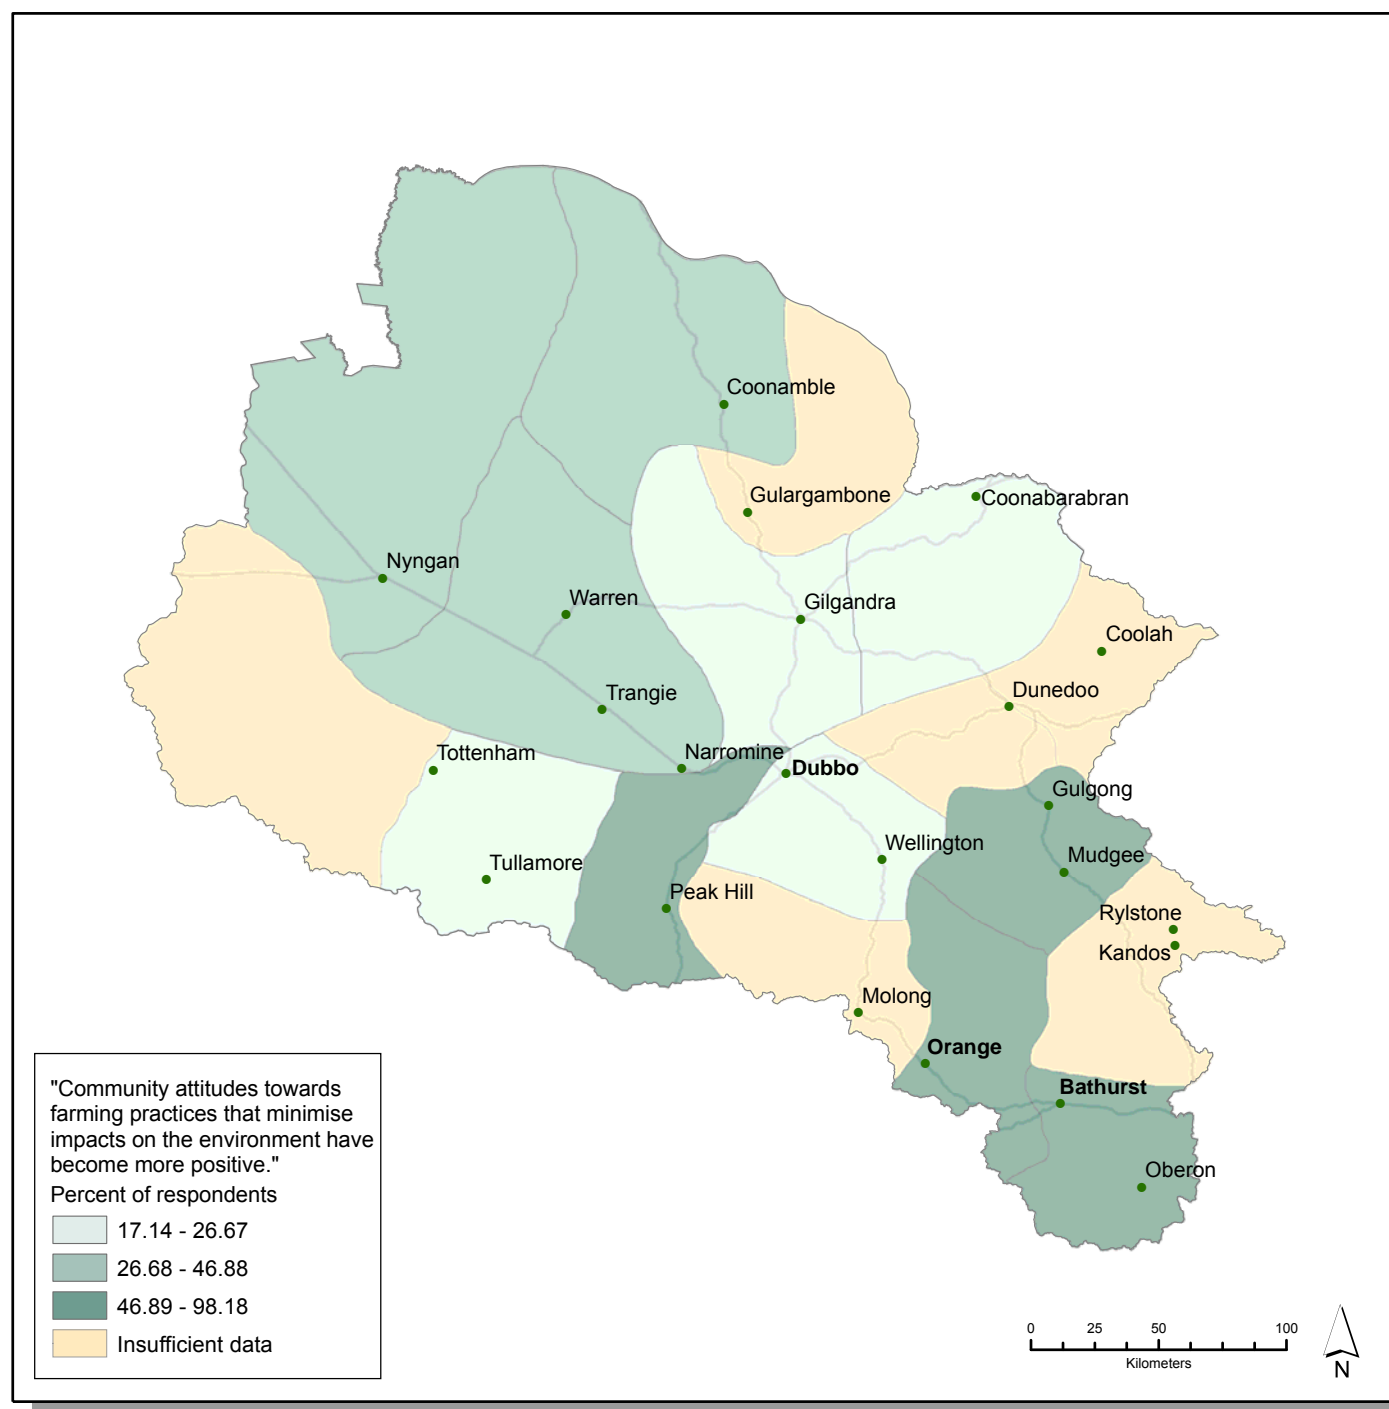 Coonamble
Gulargambone
Coonabarabran
Nyngan
Warren
Gilgandra
Coolah
Trangie
Dunedoo
Tottenham
Narromine
Dubbo
Gulgong
Wellington
Mudgee
Tullamore
Peak Hill
Rylstone
Kandos
Molong
Orange
Bathurst
Oberon
"Community attitudes towards
farming practices that minimise
impacts on the environment have
become more positive."
Percent of respondents
17.14 - 26.67
26.68 - 46.88
46.89 - 98.18
Insufficient data
0 25 50 100
Kilometers
N